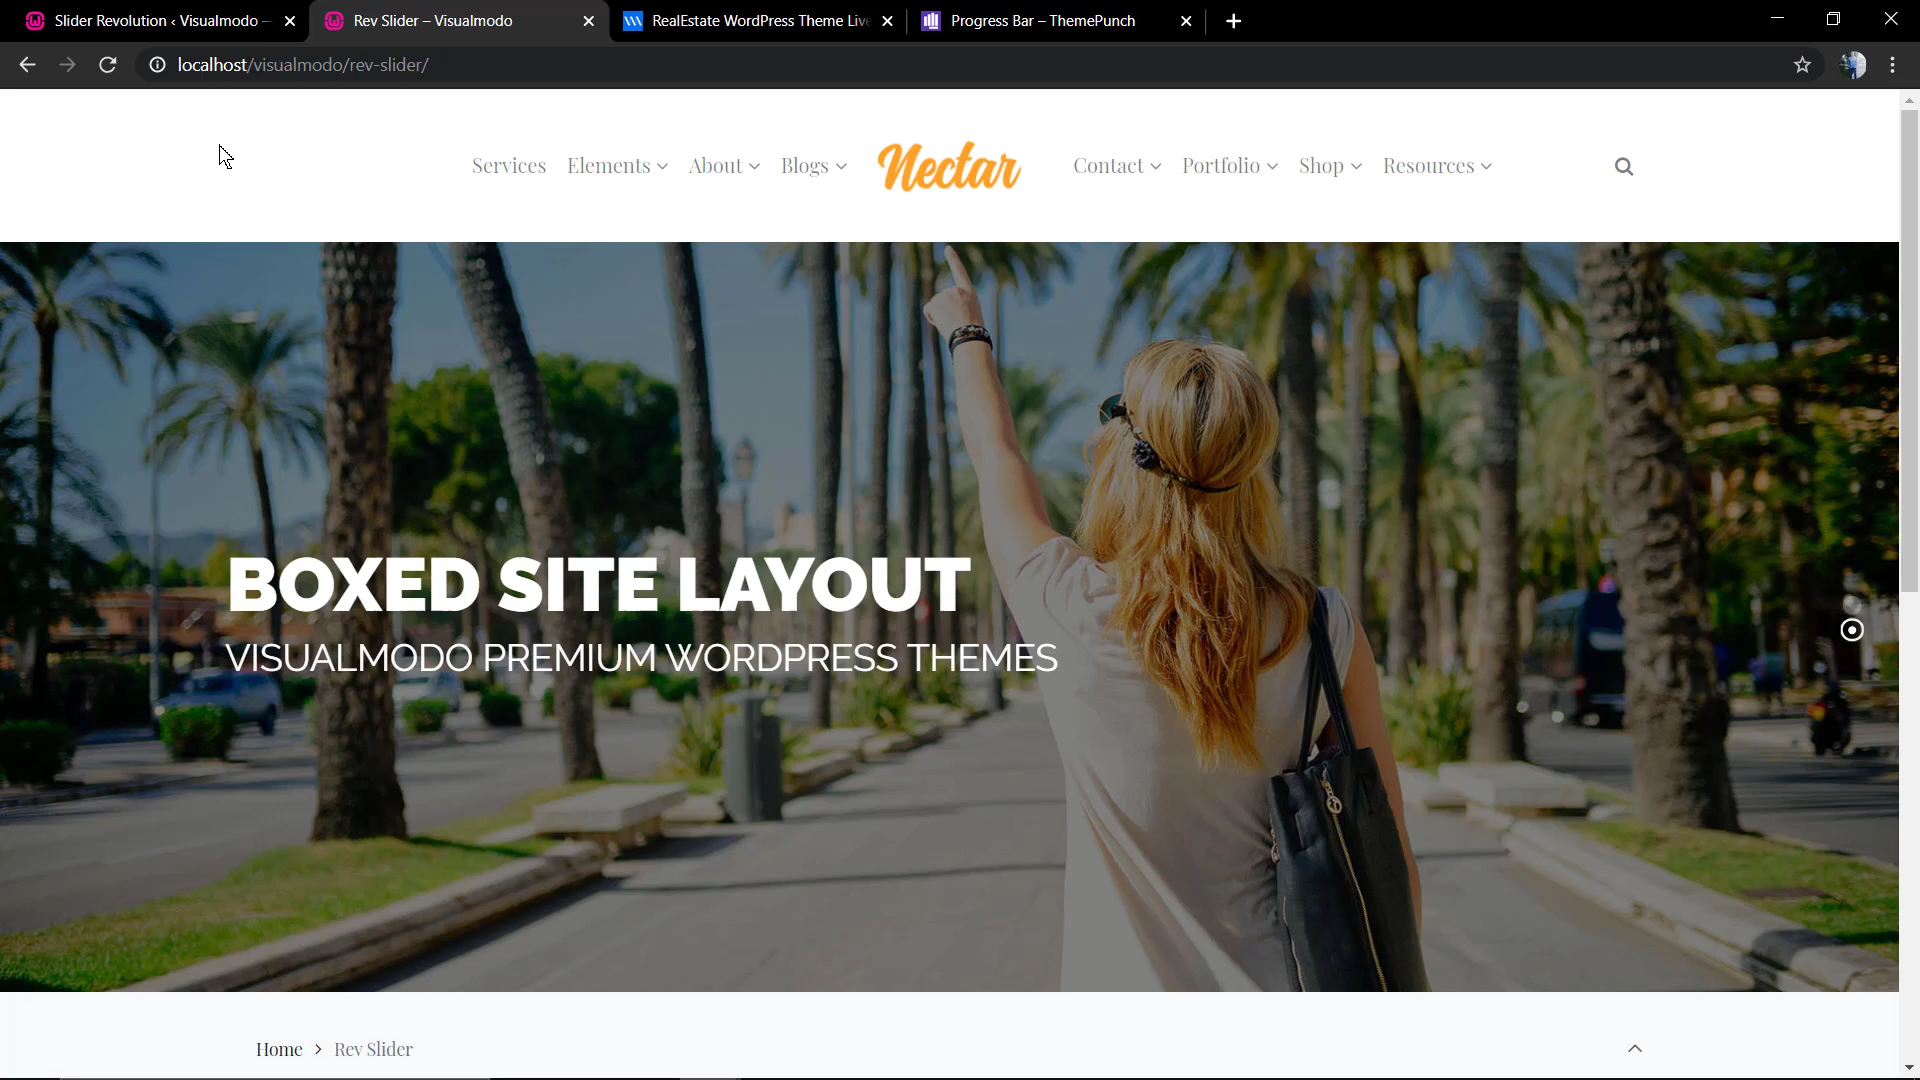 Slider Revolution ‹ Visualmodo —
Rev Slider – Visualmodo
RealEstate WordPress Theme Live
Progress Bar – ThemePunch
localhost/visualmodo/rev-slider/
Services
Elements
About
Blogs
Nectar
Contact
Portfolio
Shop
Resources
BOXED SITE LAYOUT
VISUALMODO PREMIUM WORDPRESS THEMES
Home > Rev Slider